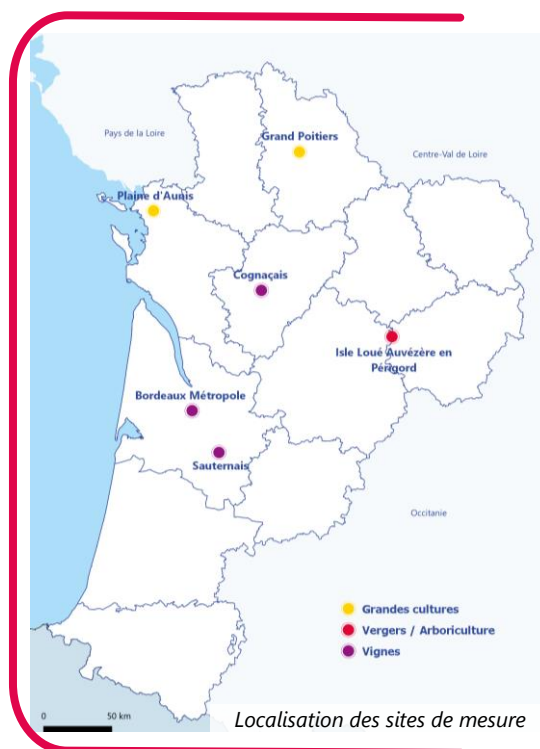 Pays de la Loire
Grand Poitiers
Centre-Val de Loire
Plaine d'Aunis
Cognaçais
Isle Loué Auvézère en
Périgord
Bordeaux Métropole
Sauternais
Occitanie
Grandes cultures
Vergers / Arboriculture
Vignes
0 50 km
Localisation des sites de mesure